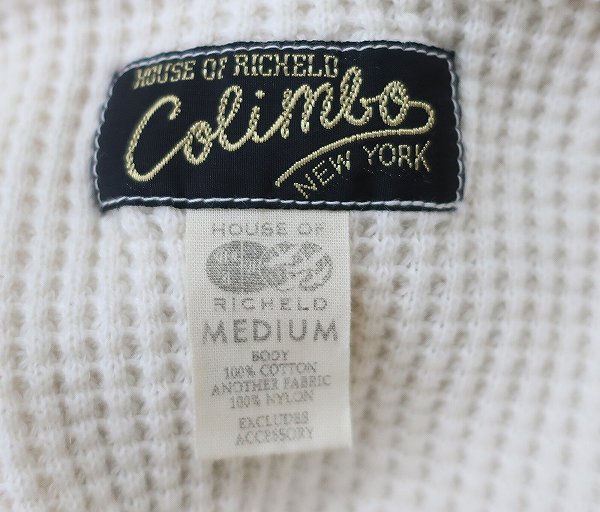 HOUSE OF RICHELD
Colimbo
NEW YORK
HOUSE OF
RICHELD
MEDIUM
BODY
100% COTTON
ANOTHER FABRIC
100% NYLON
EXCLUDES
ACCESSORY